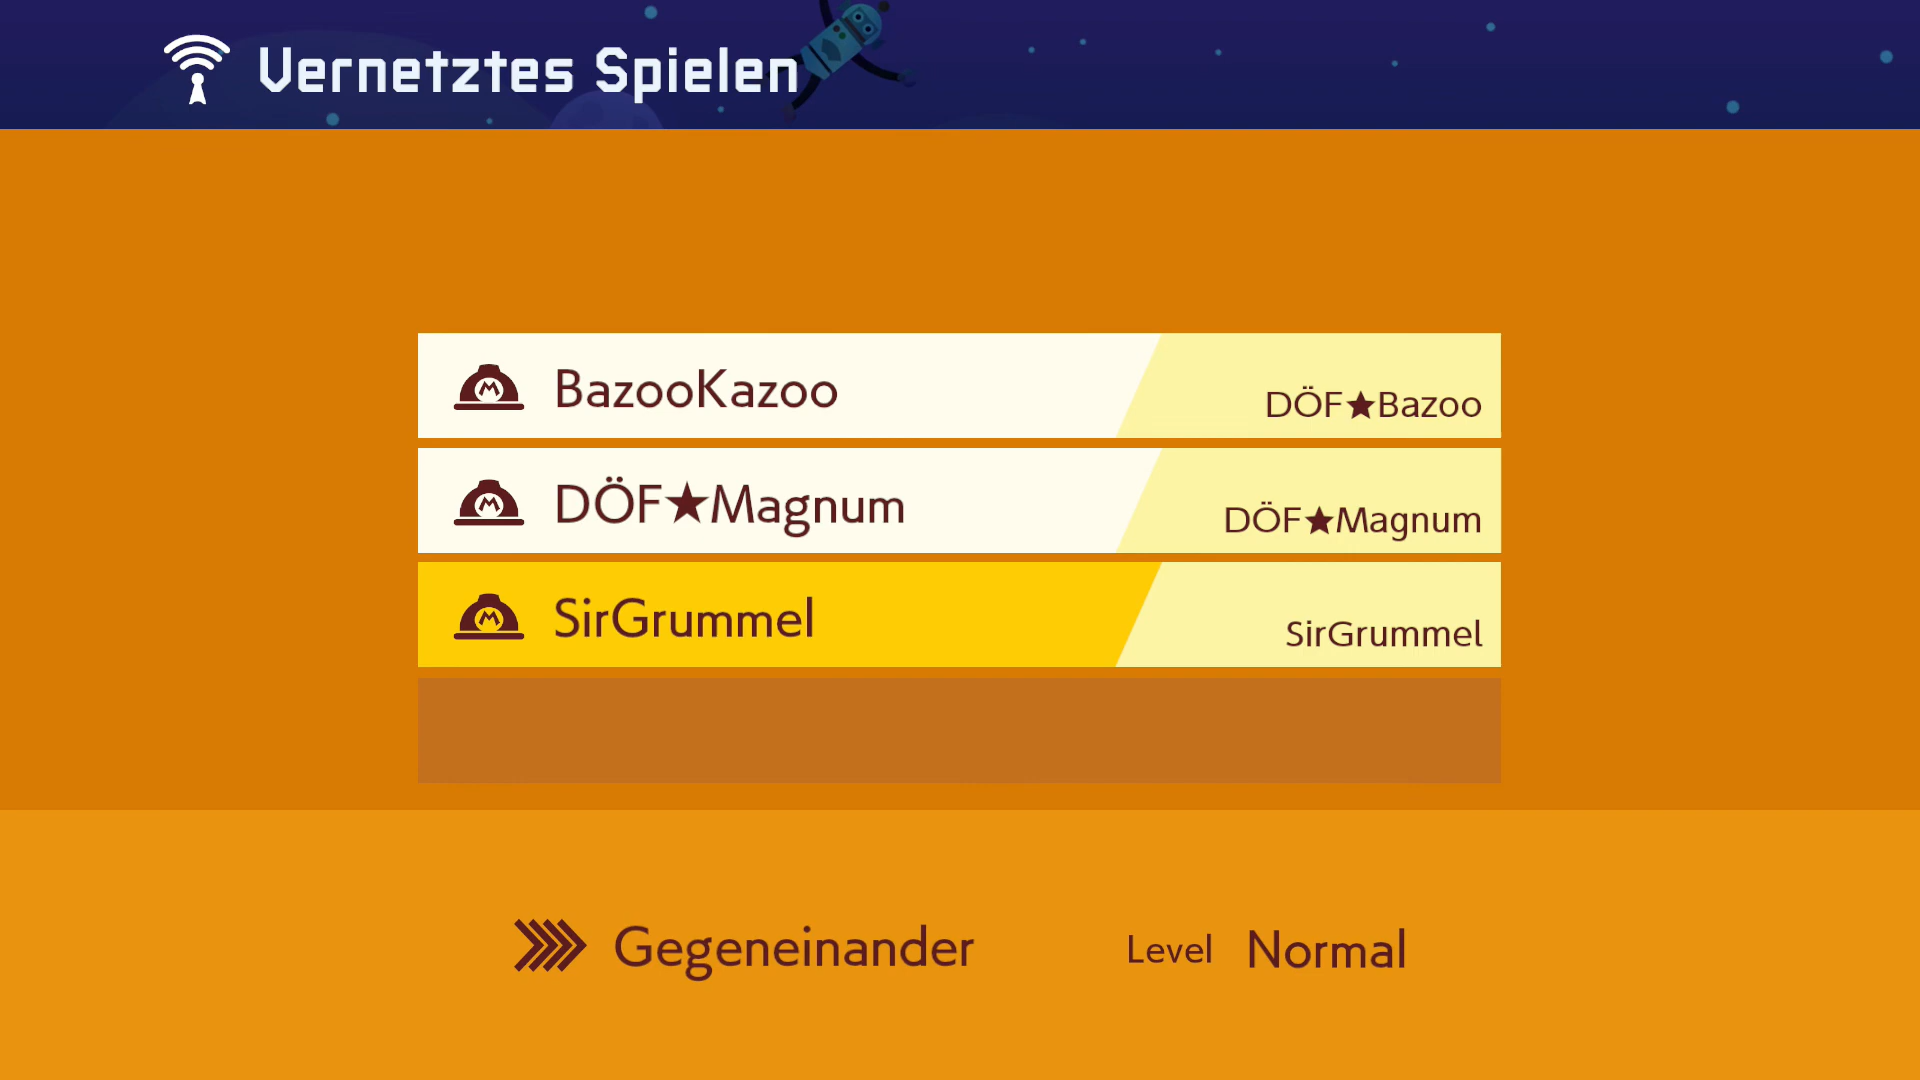 Vernetztes Spielen
BazooKazoo DÖF★Bazoo
DÖF★Magnum DÖF★Magnum
SirGrummel SirGrummel
Gegeneinander Level Normal